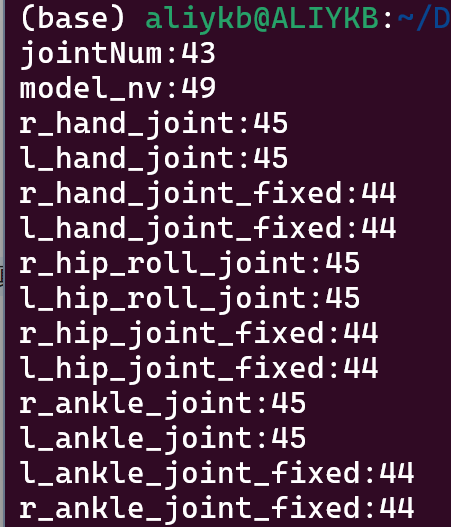 (base) aliykb@ALIYKB:~/D
jointNum:43
model_nv:49
r_hand_joint:45
l_hand_joint:45
r_hand_joint_fixed:44
l_hand_joint_fixed:44
r_hip_roll_joint:45
l_hip_roll_joint:45
r_hip_joint_fixed:44
l_hip_joint_fixed:44
r_ankle_joint:45
l_ankle_joint:45
l_ankle_joint_fixed:44
r_ankle_joint_fixed:44